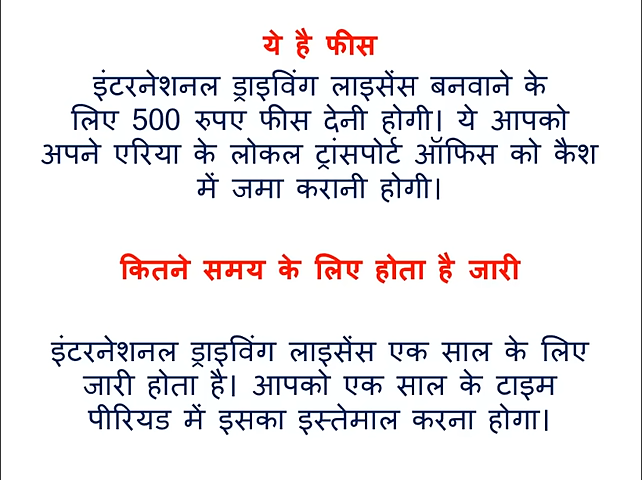 ये है फीस
इंटरनेशनल ड्राइविंग लाइसेंस बनवाने के
लिए 500 रुपए फीस देनी होगी। ये आपको
अपने एरिया के लोकल ट्रांसपोर्ट ऑफिस को कैश
में जमा करानी होगी।
कितने समय के लिए होता है जारी
इंटरनेशनल ड्राइविंग लाइसेंस एक साल के लिए
जारी होता है। आपको एक साल के टाइम
पीरियड में इसका इस्तेमाल करना होगा।